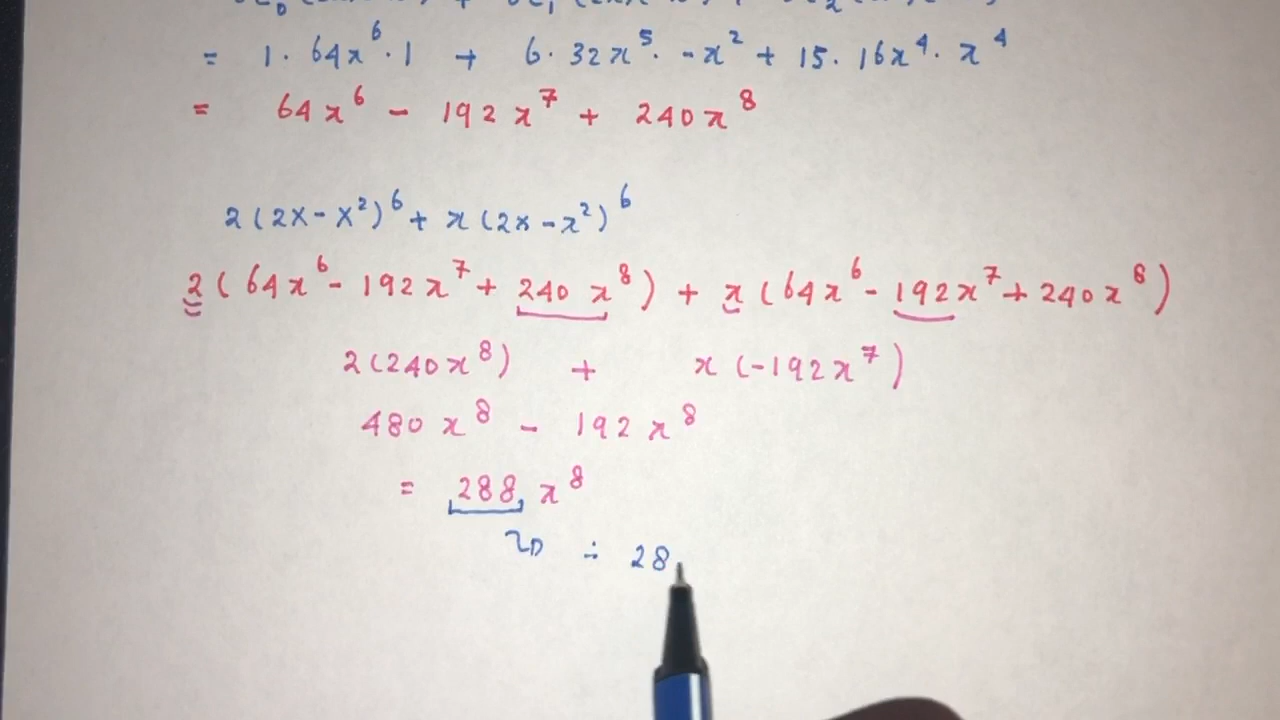 = 1. 64x⁶. 1 + 6. 32x⁵. -x² + 15. 16x⁴. x⁴
= 64x⁶ - 192x⁷ + 240x⁸
2(2x-x²)⁶ + x(2x-x²)⁶
2(64x⁶ - 192x⁷ + 240x⁸) + x(64x⁶ - 192x⁷ + 240x⁸)
2(240x⁸) + x(-192x⁷)
480x⁸ - 192x⁸
= 288x⁸
28